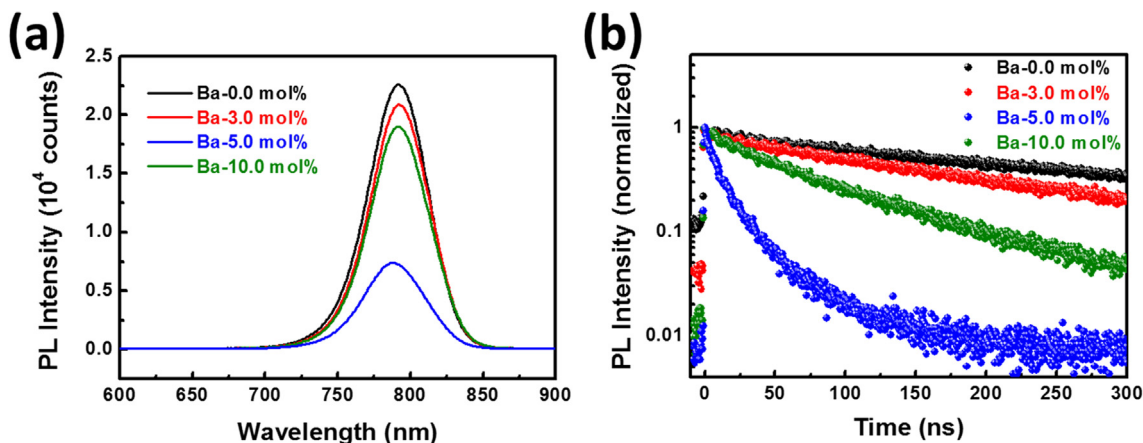 (a)
PL Intensity (10⁴ counts)
2.5
2.0
1.5
1.0
0.5
0.0
Ba-0.0 mol%
Ba-3.0 mol%
Ba-5.0 mol%
Ba-10.0 mol%
600 650 700 750 800 850 900
Wavelength (nm)
(b)
PL Intensity (normalized)
1
0.1
0.01
Ba-0.0 mol%
Ba-3.0 mol%
Ba-5.0 mol%
Ba-10.0 mol%
0 50 100 150 200 250 300
Time (ns)